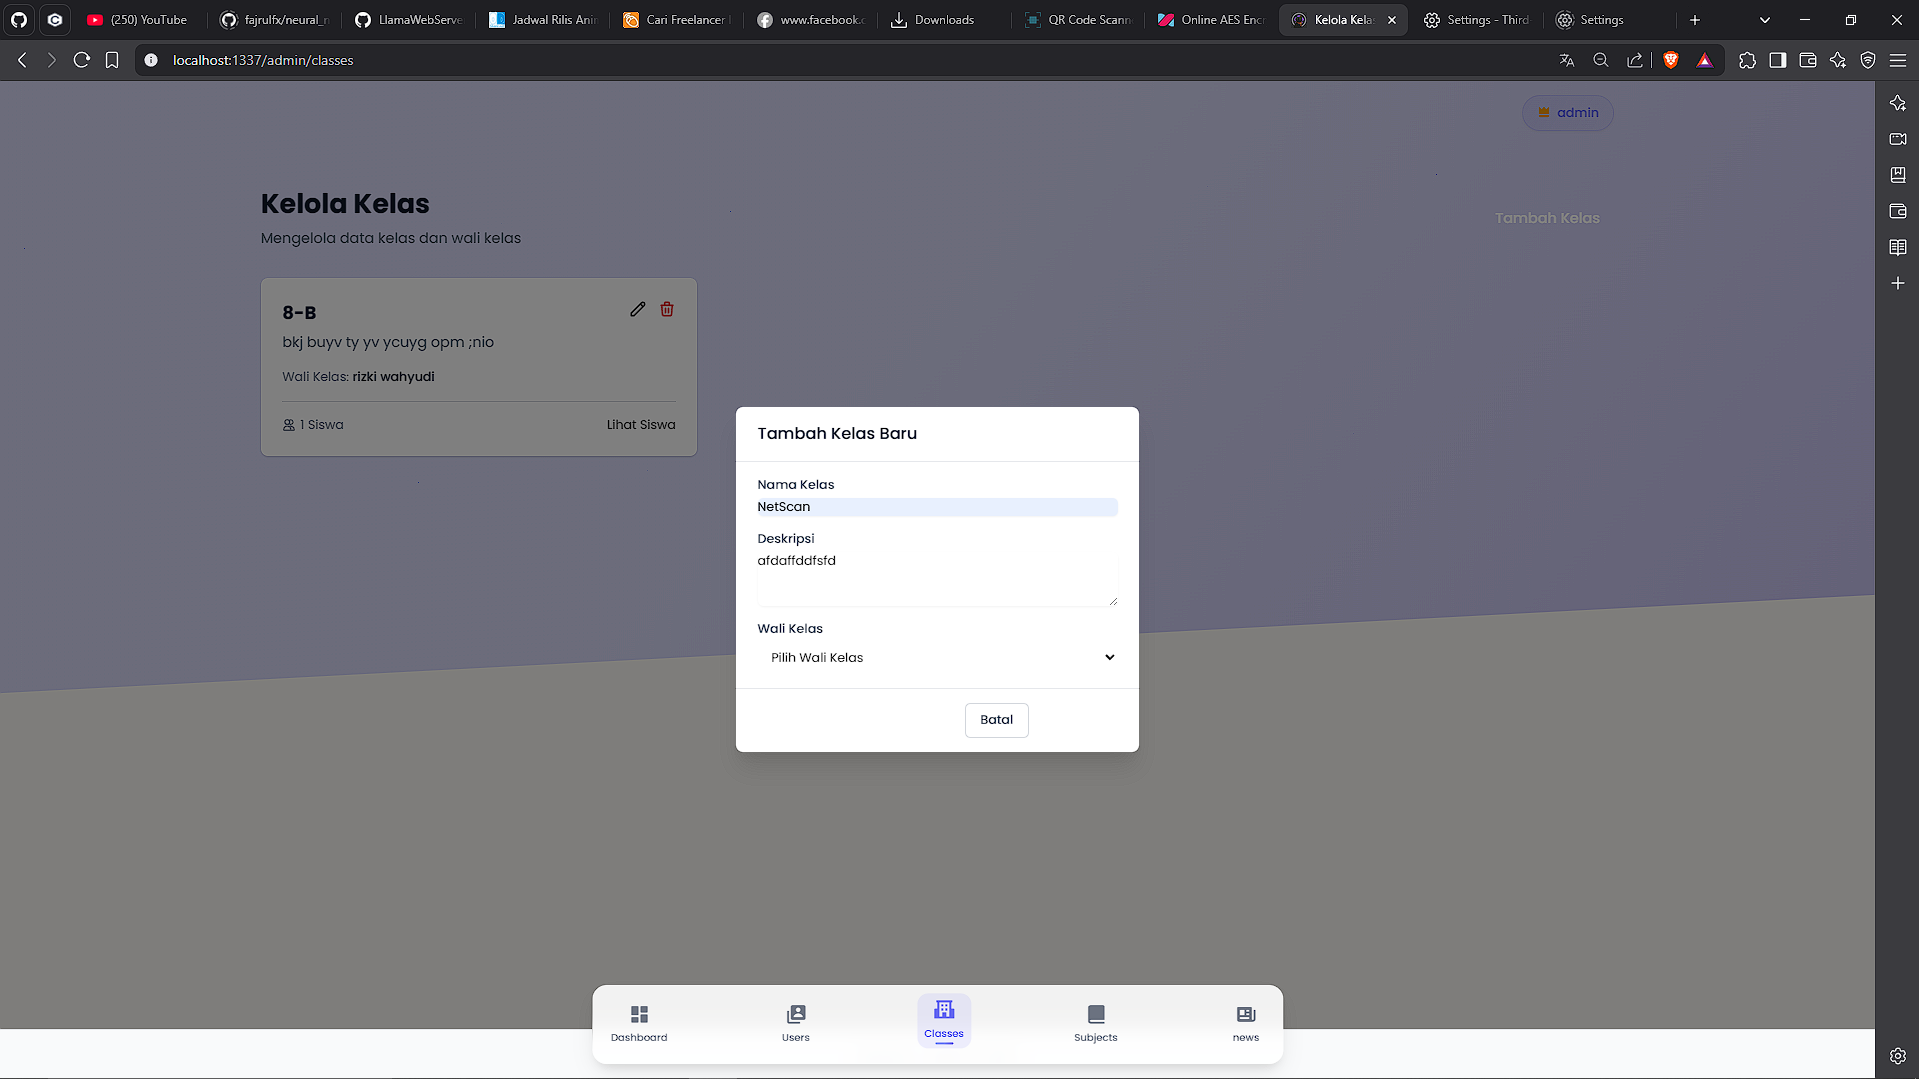 (250) YouTube
fajrulfx/neural_n
LlamaWebServe
Jadwal Rilis Ani
Cari Freelancer
www.facebook.c
Downloads
QR Code Scann
Online AES Encr
Kelola Kela
Settings - Third
Settings
localhost:1337/admin/classes
admin
Kelola Kelas
Mengelola data kelas dan wali kelas
Tambah Kelas
8-B
bkj buyv ty yv ycuyg opm ;nio
Wali Kelas: rizki wahyudi
1 Siswa
Lihat Siswa
Tambah Kelas Baru
Nama Kelas
NetScan
Deskripsi
afdaffddfsfd
Wali Kelas
Pilih Wali Kelas
Batal
Dashboard
Users
Classes
Subjects
news